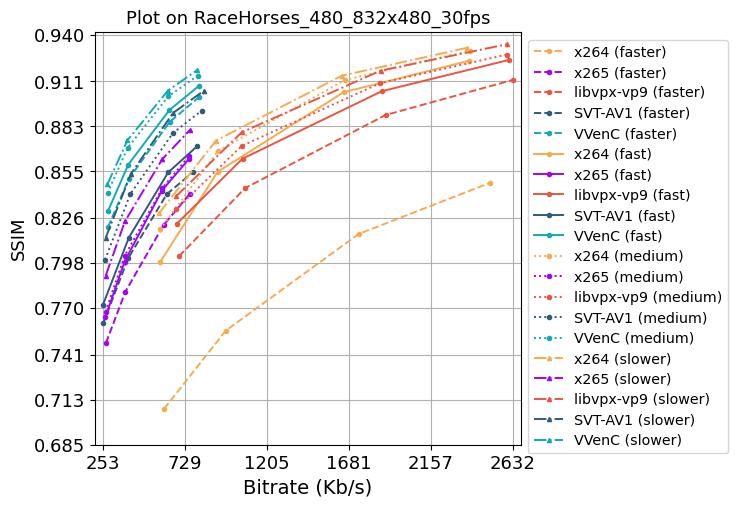 Plot on RaceHorses_480_832x480_30fps
SSIM
0.940
0.911
0.883
0.855
0.826
0.798
0.770
0.741
0.713
0.685
253
729
1205
1681
2157
2632
Bitrate (Kb/s)
x264 (faster)
x265 (faster)
libvpx-vp9 (faster)
SVT-AV1 (faster)
VVenC (faster)
x264 (fast)
x265 (fast)
libvpx-vp9 (fast)
SVT-AV1 (fast)
VVenC (fast)
x264 (medium)
x265 (medium)
libvpx-vp9 (medium)
SVT-AV1 (medium)
VVenC (medium)
x264 (slower)
x265 (slower)
libvpx-vp9 (slower)
SVT-AV1 (slower)
VVenC (slower)